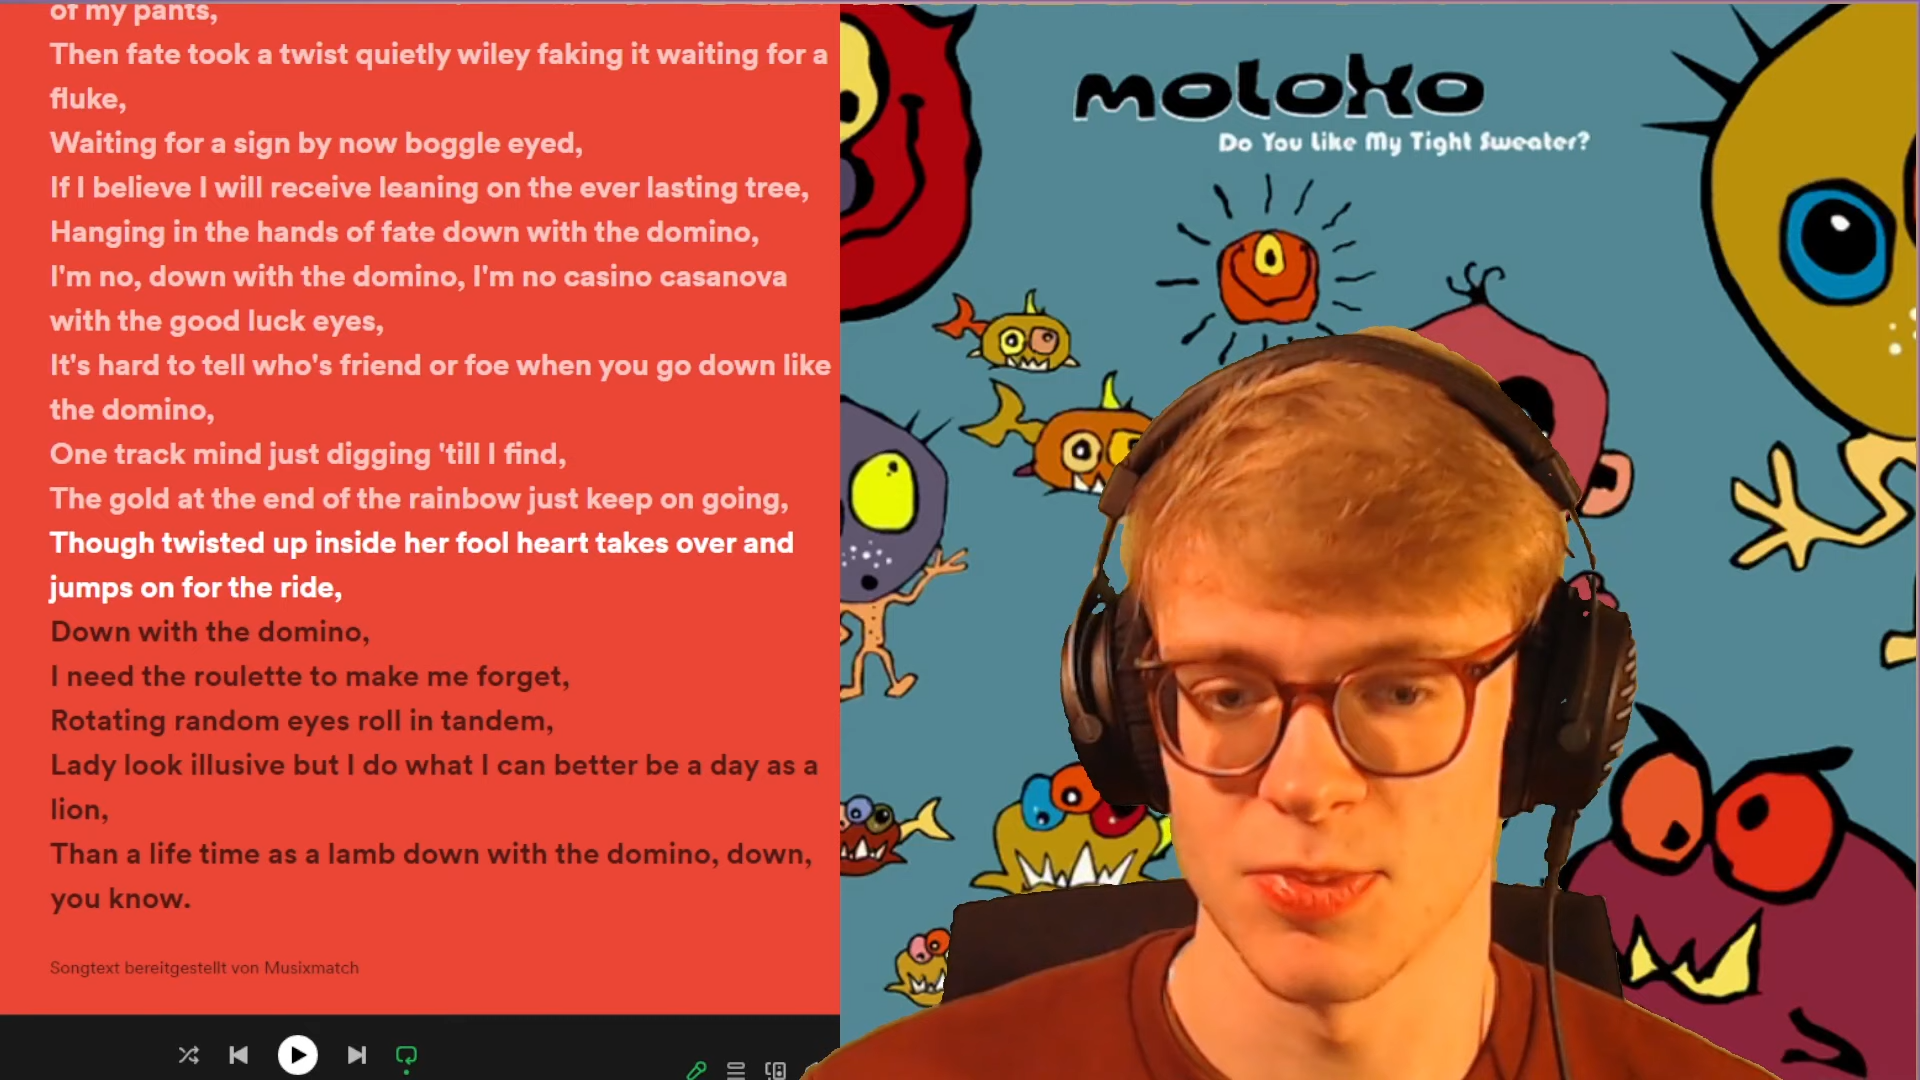 of my pants,
Then fate took a twist quietly wiley faking it waiting for a
fluke,
Waiting for a sign by now boggle eyed,
If I believe I will receive leaning on the ever lasting tree,
Hanging in the hands of fate down with the domino,
I'm no, down with the domino, I'm no casino casanova
with the good luck eyes,
It's hard to tell who's friend or foe when you go down like
the domino,
One track mind just digging 'till I find,
The gold at the end of the rainbow just keep on going,
Though twisted up inside her fool heart takes over and
jumps on for the ride,
Down with the domino,
I need the roulette to make me forget,
Rotating random eyes roll in tandem,
Lady look illusive but I do what I can better be a day as a
lion,
Than a life time as a lamb down with the domino, down,
you know.
Songtext bereitgestellt von Musixmatch
moloko
Do You Like My Tight Sweater?